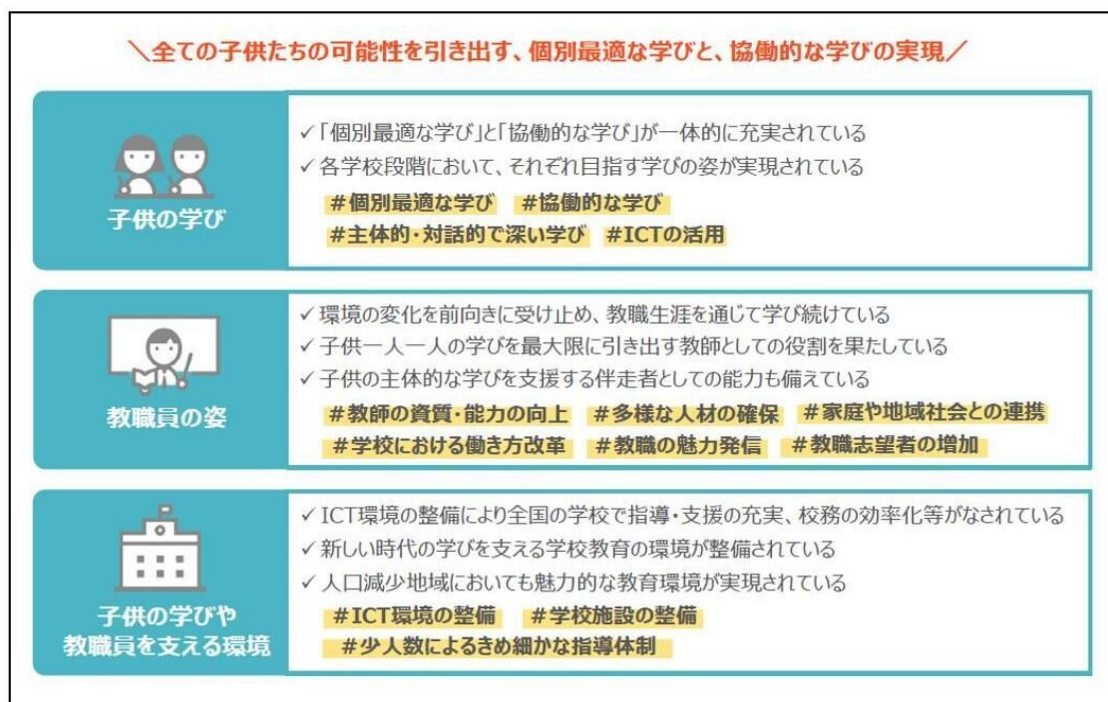 ＼全ての子供たちの可能性を引き出す、個別最適な学びと、協働的な学びの実現／
子供の学び
✓「個別最適な学び」と「協働的な学び」が一体的に充実されている
✓各学校段階において、それぞれ目指す学びの姿が実現されている
＃個別最適な学び ＃協働的な学び
＃主体的・対話的で深い学び ＃ICTの活用
教職員の姿
✓環境の変化を前向きに受け止め、教職生涯を通じて学び続けている
✓子供一人一人の学びを最大限に引き出す教師としての役割を果たしている
✓子供の主体的な学びを支援する伴走者としての能力も備えている
＃教師の資質・能力の向上 ＃多様な人材の確保 ＃家庭や地域社会との連携
＃学校における働き方改革 ＃教職の魅力発信 ＃教職志望者の増加
子供の学びや
教職員を支える環境
✓ICT環境の整備により全国の学校で指導・支援の充実、校務の効率化等がなされている
✓新しい時代の学びを支える学校教育の環境が整備されている
✓人口減少地域においても魅力的な教育環境が実現されている
＃ICT環境の整備 ＃学校施設の整備
＃少人数によるきめ細かな指導体制